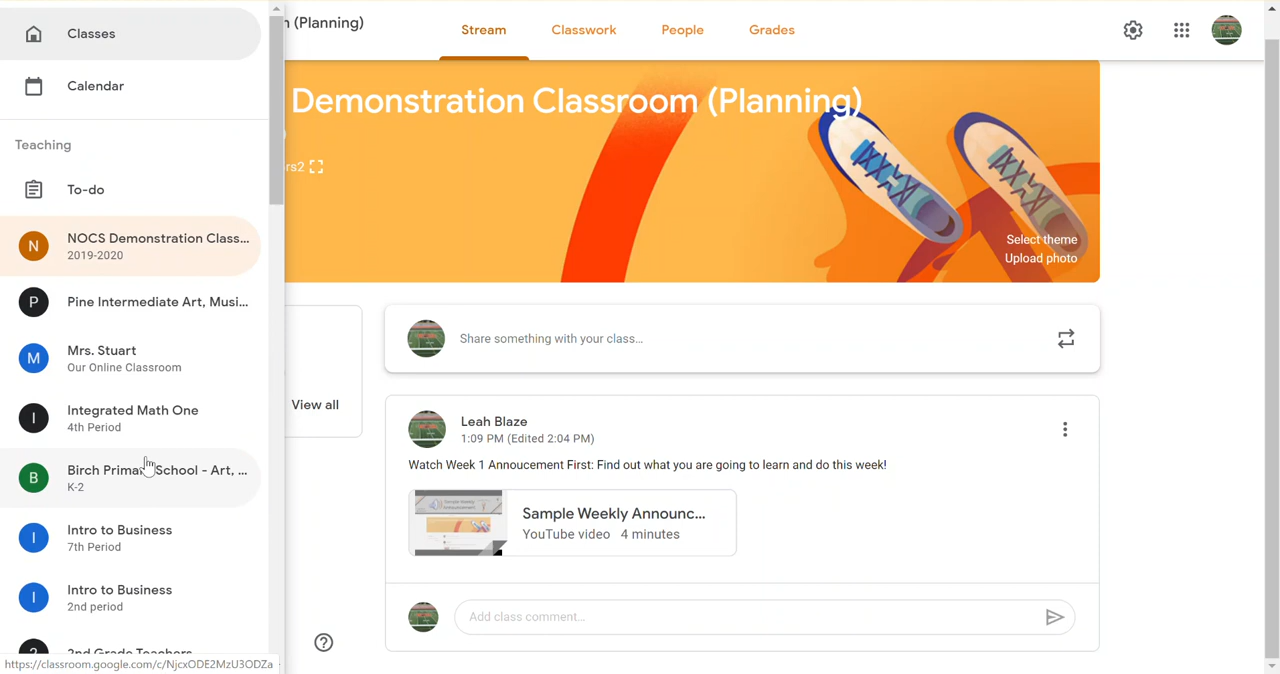 Classes
Calendar
Teaching
To-do
N
NOCS Demonstration Class...
2019-2020
P
Pine Intermediate Art, Musi...
M
Mrs. Stuart
Our Online Classroom
I
Integrated Math One
4th Period
B
Birch Primary School - Art, ...
K-2
I
Intro to Business
7th Period
I
Intro to Business
2nd period
2
2nd Grade Teachers
https://classroom.google.com/c/NjcxODE2MzU3ODZa
n (Planning)
Stream
Classwork
People
Grades
Demonstration Classroom (Planning)
)
rs2
Select theme
Upload photo
View all
Share something with your class...
Leah Blaze
1:09 PM (Edited 2:04 PM)
Watch Week 1 Annoucement First: Find out what you are going to learn and do this week!
Sample Weekly Announc...
YouTube video 4 minutes
Add class comment...
?